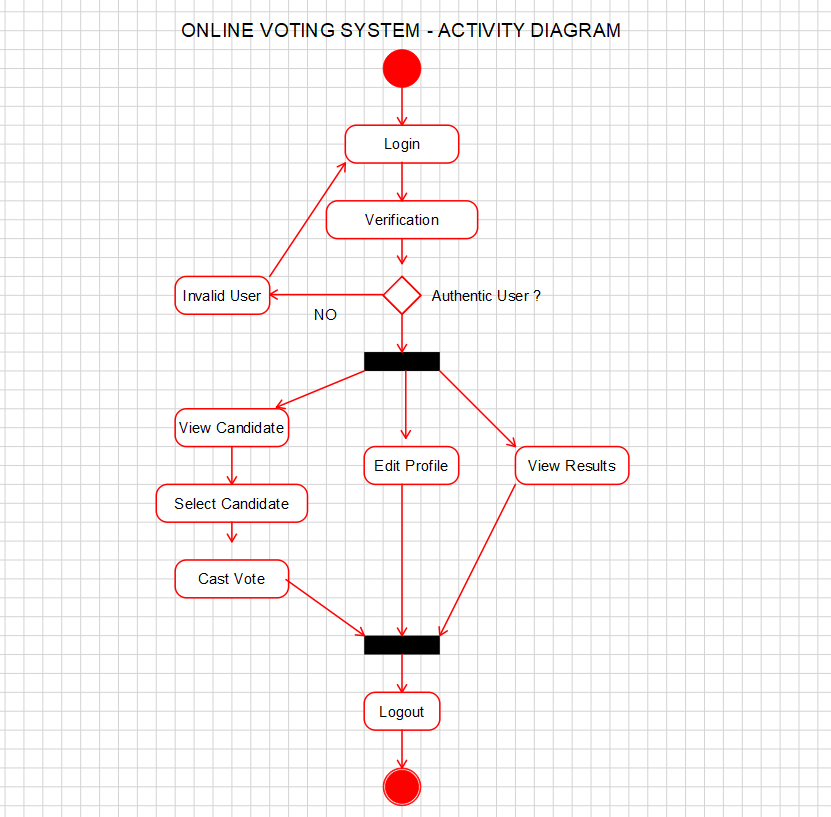 ONLINE VOTING SYSTEM - ACTIVITY DIAGRAM
Login
Verification
Invalid User
Authentic User ?
NO
View Candidate
Edit Profile
View Results
Select Candidate
Cast Vote
Logout